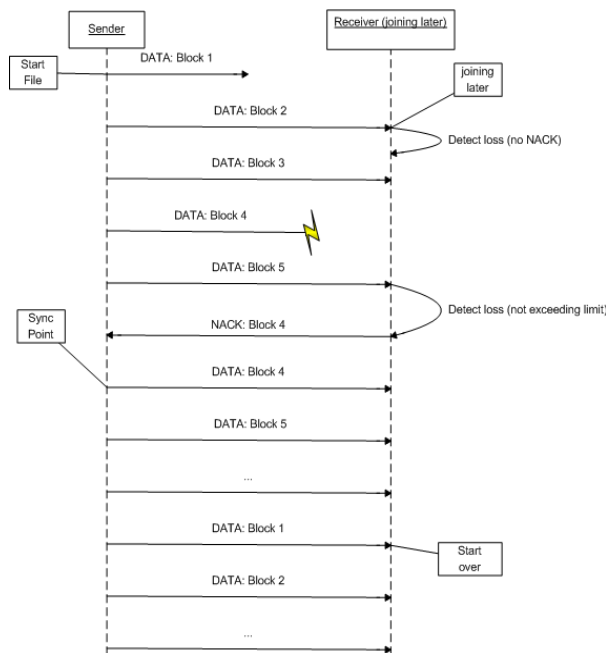 Sender
Receiver (joining later)
DATA: Block 1
Start
File
joining
later
DATA: Block 2
Detect loss (no NACK)
DATA: Block 3
DATA: Block 4
DATA: Block 5
Detect loss (not exceeding limit)
Sync
Point
NACK: Block 4
DATA: Block 4
DATA: Block 5
...
DATA: Block 1
Start
over
DATA: Block 2
...